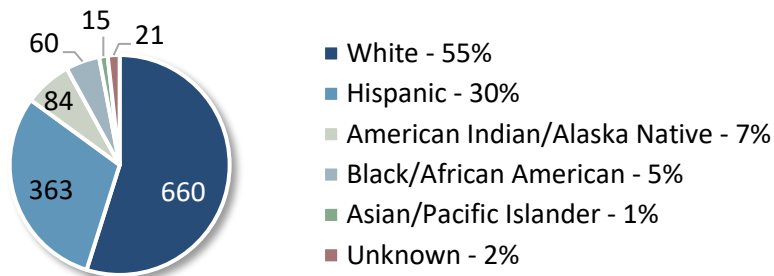 15
21
60
84
363
660
White - 55%
Hispanic - 30%
American Indian/Alaska Native - 7%
Black/African American - 5%
Asian/Pacific Islander - 1%
Unknown - 2%